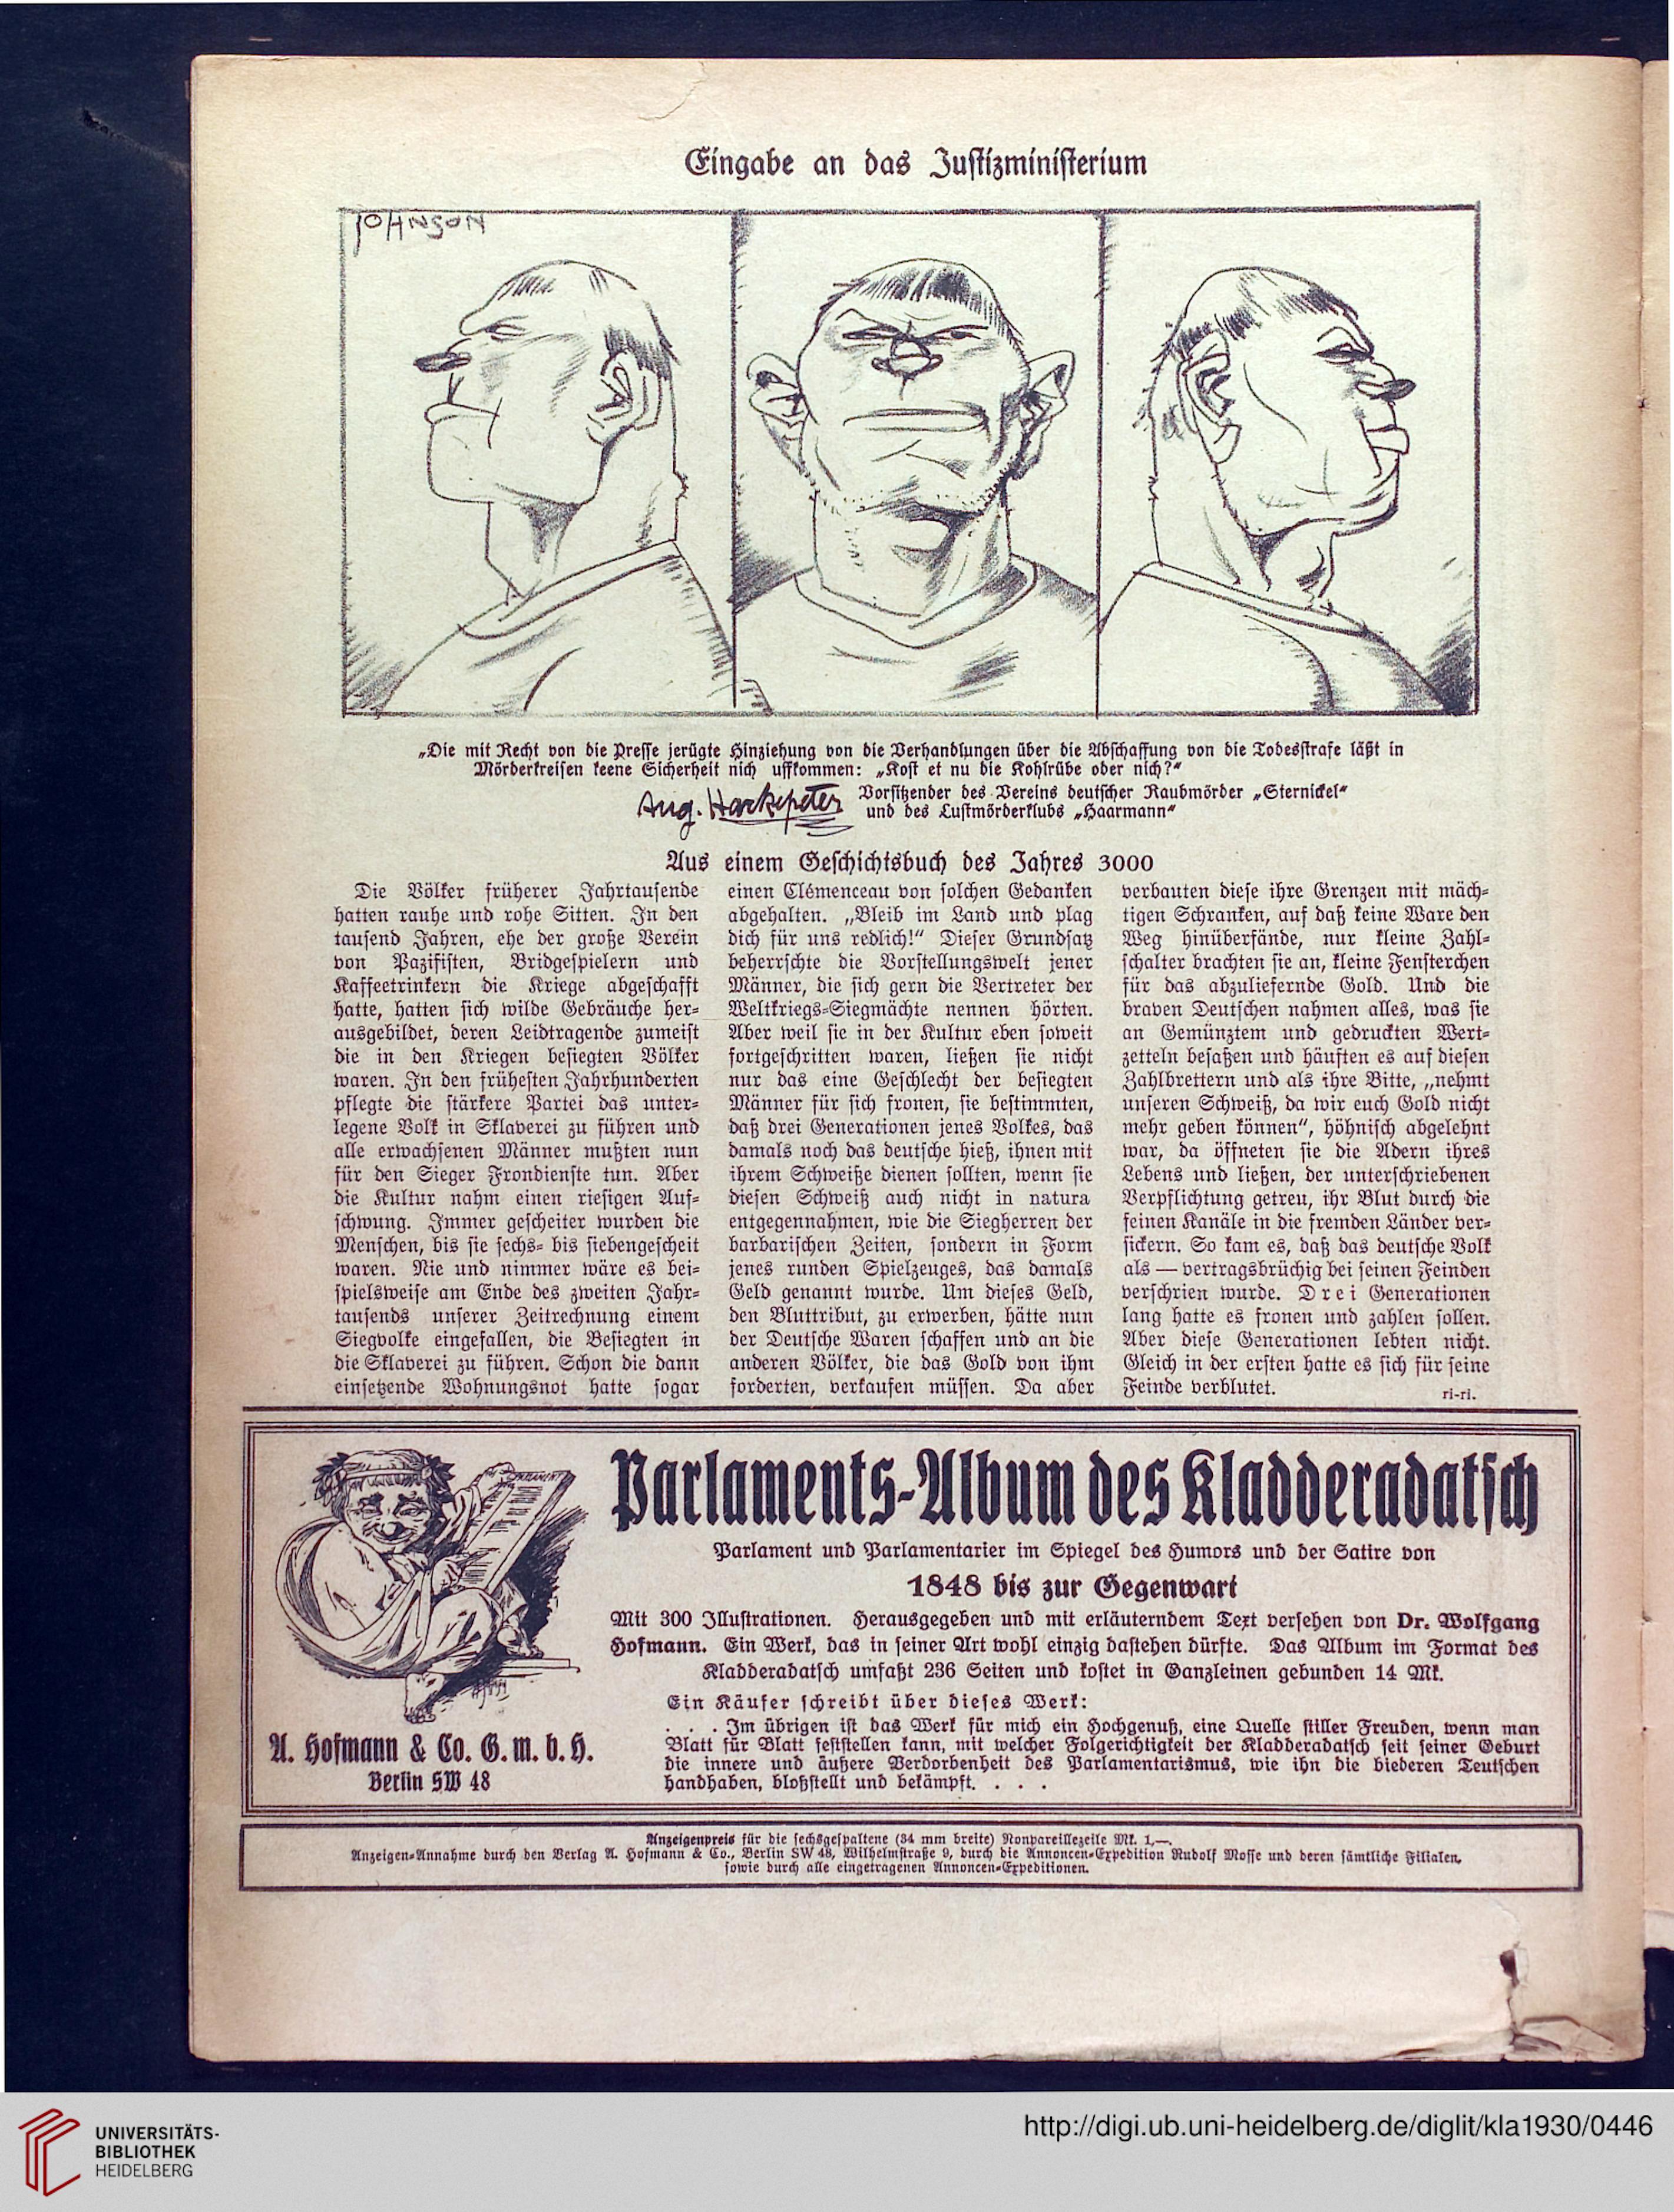 Eingabe an das Justizministerium
JOHNSON
„Die mit Recht von die Presse jerügte Hinziehung von die Verhandlungen über die Abschaffung von die Todesstrafe läßt in
Mörderkreisen keene Sicherheit nich uffkommen: „Kost et nu die Kohlrübe oder nich?“
Aug. Hackepeter
Vorsitzender des Vereins deutscher Raubmörder „Sternickel“
und des Lustmörderklubs „Haarmann“
Aus einem Geschichtsbuch des Jahres 3000
Die Völker früherer Jahrtausende
hatten rauhe und rohe Sitten. In den
tausend Jahren, ehe der große Verein
von Pazifisten, Bridgespielern und
Kaffeetrinkern die Kriege abgeschafft
hatte, hatten sich wilde Gebräuche her-
ausgebildet, deren Leidtragende zumeist
die in den Kriegen besiegten Völker
waren. In den frühesten Jahrhunderten
pflegte die stärkere Partei das unter-
legene Volk in Sklaverei zu führen und
alle erwachsenen Männer mußten nun
für den Sieger Frondienste tun. Aber
die Kultur nahm einen riesigen Auf-
schwung. Immer gescheiter wurden die
Menschen, bis sie sechs- bis siebengescheit
waren. Nie und nimmer wäre es bei-
spielsweise am Ende des zweiten Jahr-
tausends unserer Zeitrechnung einem
Siegvolke eingefallen, die Besiegten in
die Sklaverei zu führen. Schon die dann
einsetzende Wohnungsnot hatte sogar
einen Clémenceau von solchen Gedanken
abgehalten. „Bleib im Land und plag
dich für uns redlich!“ Dieser Grundsatz
beherrschte die Vorstellungswelt jener
Männer, die sich gern die Vertreter der
Weltkriegs-Siegmächte nennen hörten.
Aber weil sie in der Kultur eben soweit
fortgeschritten waren, ließen sie nicht
nur das eine Geschlecht der besiegten
Männer für sich fronen, sie bestimmten,
daß drei Generationen jenes Volkes, das
damals noch das deutsche hieß, ihnen mit
ihrem Schweiße dienen sollten, wenn sie
diesen Schweiß auch nicht in natura
entgegennahmen, wie die Siegherren der
barbarischen Zeiten, sondern in Form
jenes runden Spielzeuges, das damals
Geld genannt wurde. Um dieses Geld,
den Bluttribut, zu erwerben, hätte nun
der Deutsche Waren schaffen und an die
anderen Völker, die das Gold von ihm
forderten, verkaufen müssen. Da aber
verbauten diese ihre Grenzen mit mäch-
tigen Schranken, auf daß keine Ware den
Weg hinüberfände, nur kleine Zahl-
schalter brachten sie an, kleine Fensterchen
für das abzuliefernde Gold. Und die
braven Deutschen nahmen alles, was sie
an Gemünztem und gedruckten Wert-
zetteln besaßen und häuften es auf diesen
Zahlbrettern und als ihre Bitte, „nehmt
unseren Schweiß, da wir euch Gold nicht
mehr geben können“, höhnisch abgelehnt
war, da öffneten sie die Adern ihres
Lebens und ließen, der unterschriebenen
Verpflichtung getreu, ihr Blut durch die
feinen Kanäle in die fremden Länder ver-
sickern. So kam es, daß das deutsche Volk
als — vertragsbrüchig bei seinen Feinden
verschrien wurde. Drei Generationen
lang hatte es fronen und zahlen sollen.
Aber diese Generationen lebten nicht.
Gleich in der ersten hatte es sich für seine
Feinde verblutet.
ri-ri.
PARLAMENT
Parlaments-Album des Kladderadatsch
Parlament und Parlamentarier im Spiegel des Humors und der Satire von
1848 bis zur Gegenwart
Mit 300 Illustrationen. Herausgegeben und mit erläuterndem Text versehen von Dr. Wolfgang
Hofmann. Ein Werk, das in seiner Art wohl einzig dastehen dürfte. Das Album im Format des
Kladderadatsch umfaßt 236 Seiten und kostet in Ganzleinen gebunden 14 Mk.
Ein Käufer schreibt über dieses Werk:
. . . Im übrigen ist das Werk für mich ein Hochgenuß, eine Quelle stiller Freuden, wenn man
Blatt für Blatt feststellen kann, mit welcher Folgerichtigkeit der Kladderadatsch seit seiner Geburt
die innere und äußere Verdorbenheit des Parlamentarismus, wie ihn die biederen Teutschen
handhaben, bloßstellt und bekämpft. . . .
A. Hofmann & Co. G. m. b. H.
Berlin SW 48
Anzeigenpreis für die sechsgespaltene (34 mm breite) Nonpareillezeile Mk. 1,—.
Anzeigen-Annahme durch den Verlag A. Hofmann & Co., Berlin SW 48, Wilhelmstraße 9, durch die Annoncen-Expedition Rudolf Mosse und deren sämtliche Filialen,
sowie durch alle eingetragenen Annoncen-Expeditionen.
UNIVERSITÄTS-
BIBLIOTHEK
HEIDELBERG
http://digi.ub.uni-heidelberg.de/diglit/kla1930/0446